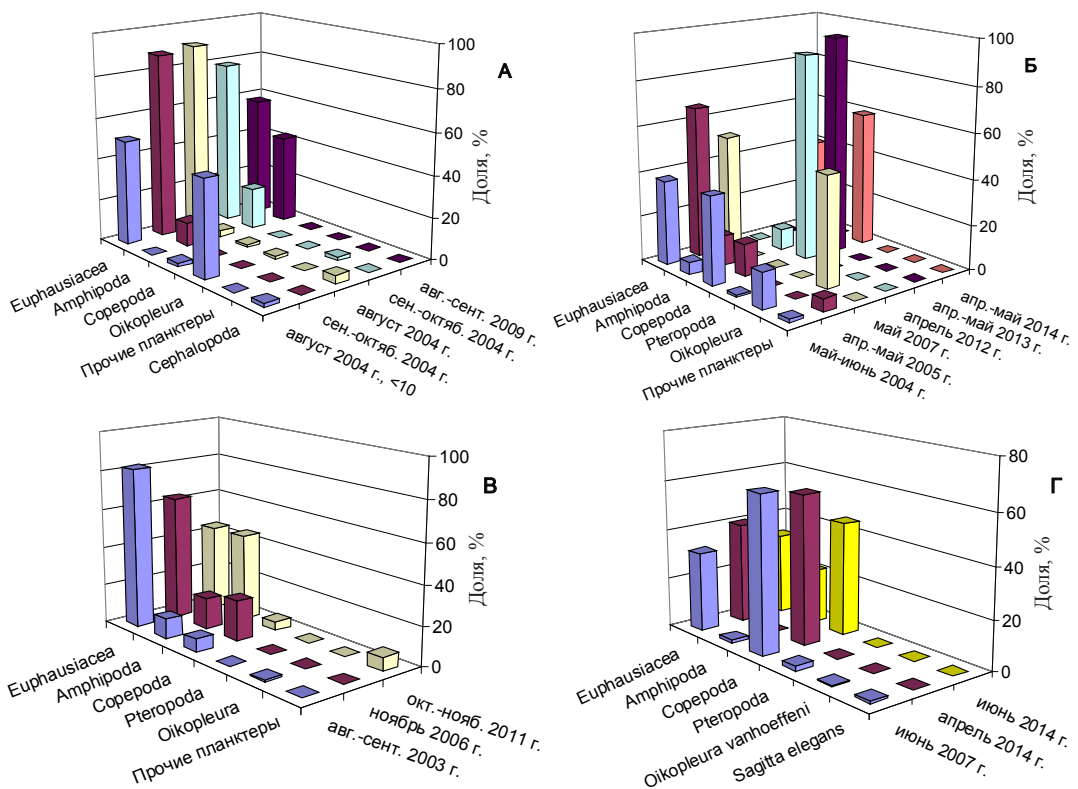 А
100
80
60
40
20
0
Доля, %
Euphausiacea
Amphipoda
Copepoda
Oikopleura
Прочие планктеры
Cephalopoda
август 2004 г., <10
сен.-октяб. 2004 г.
август 2004 г.
сен.-октяб. 2004 г.
авг.-сент. 2009 г.
Б
100
80
60
40
20
0
Доля, %
Euphausiacea
Amphipoda
Copepoda
Pteropoda
Oikopleura
Прочие планктеры
май-июнь 2004 г.
апр.-май 2005 г.
май 2007 г.
апрель 2012 г.
апр.-май 2013 г.
апр.-май 2014 г.
В
100
80
60
40
20
0
Доля, %
Euphausiacea
Amphipoda
Copepoda
Pteropoda
Oikopleura
Прочие планктеры
авг.-сент. 2003 г.
ноябрь 2006 г.
окт.-нояб. 2011 г.
Г
80
60
40
20
0
Доля, %
Euphausiacea
Amphipoda
Copepoda
Pteropoda
Oikopleura vanhoeffeni
Sagitta elegans
июнь 2007 г.
апрель 2014 г.
июнь 2014 г.